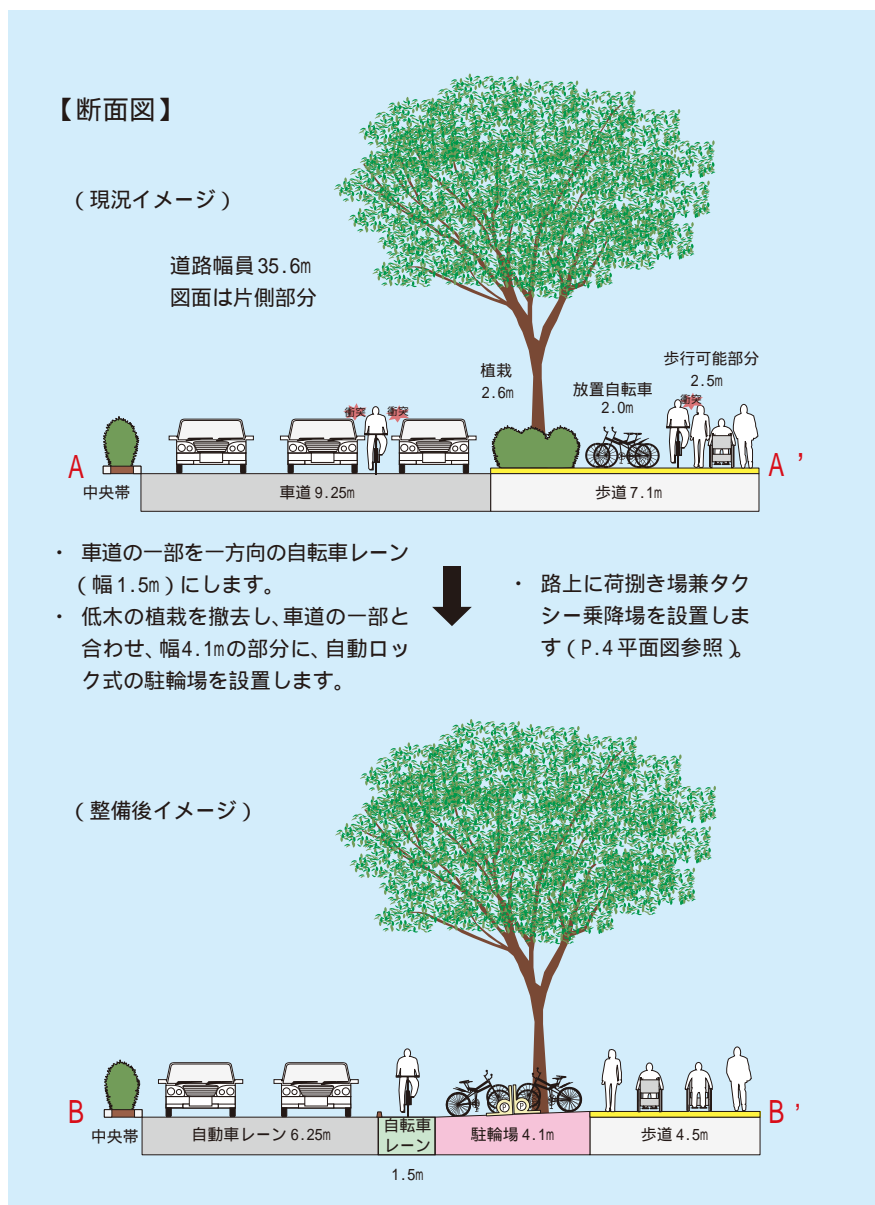 【断面図】
（現況イメージ）
道路幅員35.6m
図面は片側部分
植栽
2.6m
放置自転車
2.0m
歩行可能部分
2.5m
衝突
衝突
衝突
A
A'
中央帯
車道9.25m
歩道7.1m
・ 車道の一部を一方向の自転車レーン
（幅1.5m）にします。
・ 低木の植栽を撤去し、車道の一部と
合わせ、幅4.1mの部分に、自動ロッ
ク式の駐輪場を設置します。
・ 路上に荷捌き場兼タク
シー乗降場を設置しま
す（P.4平面図参照）。
（整備後イメージ）
P
P
B
B'
中央帯
自動車レーン6.25m
自転車
レーン
駐輪場4.1m
歩道4.5m
1.5m